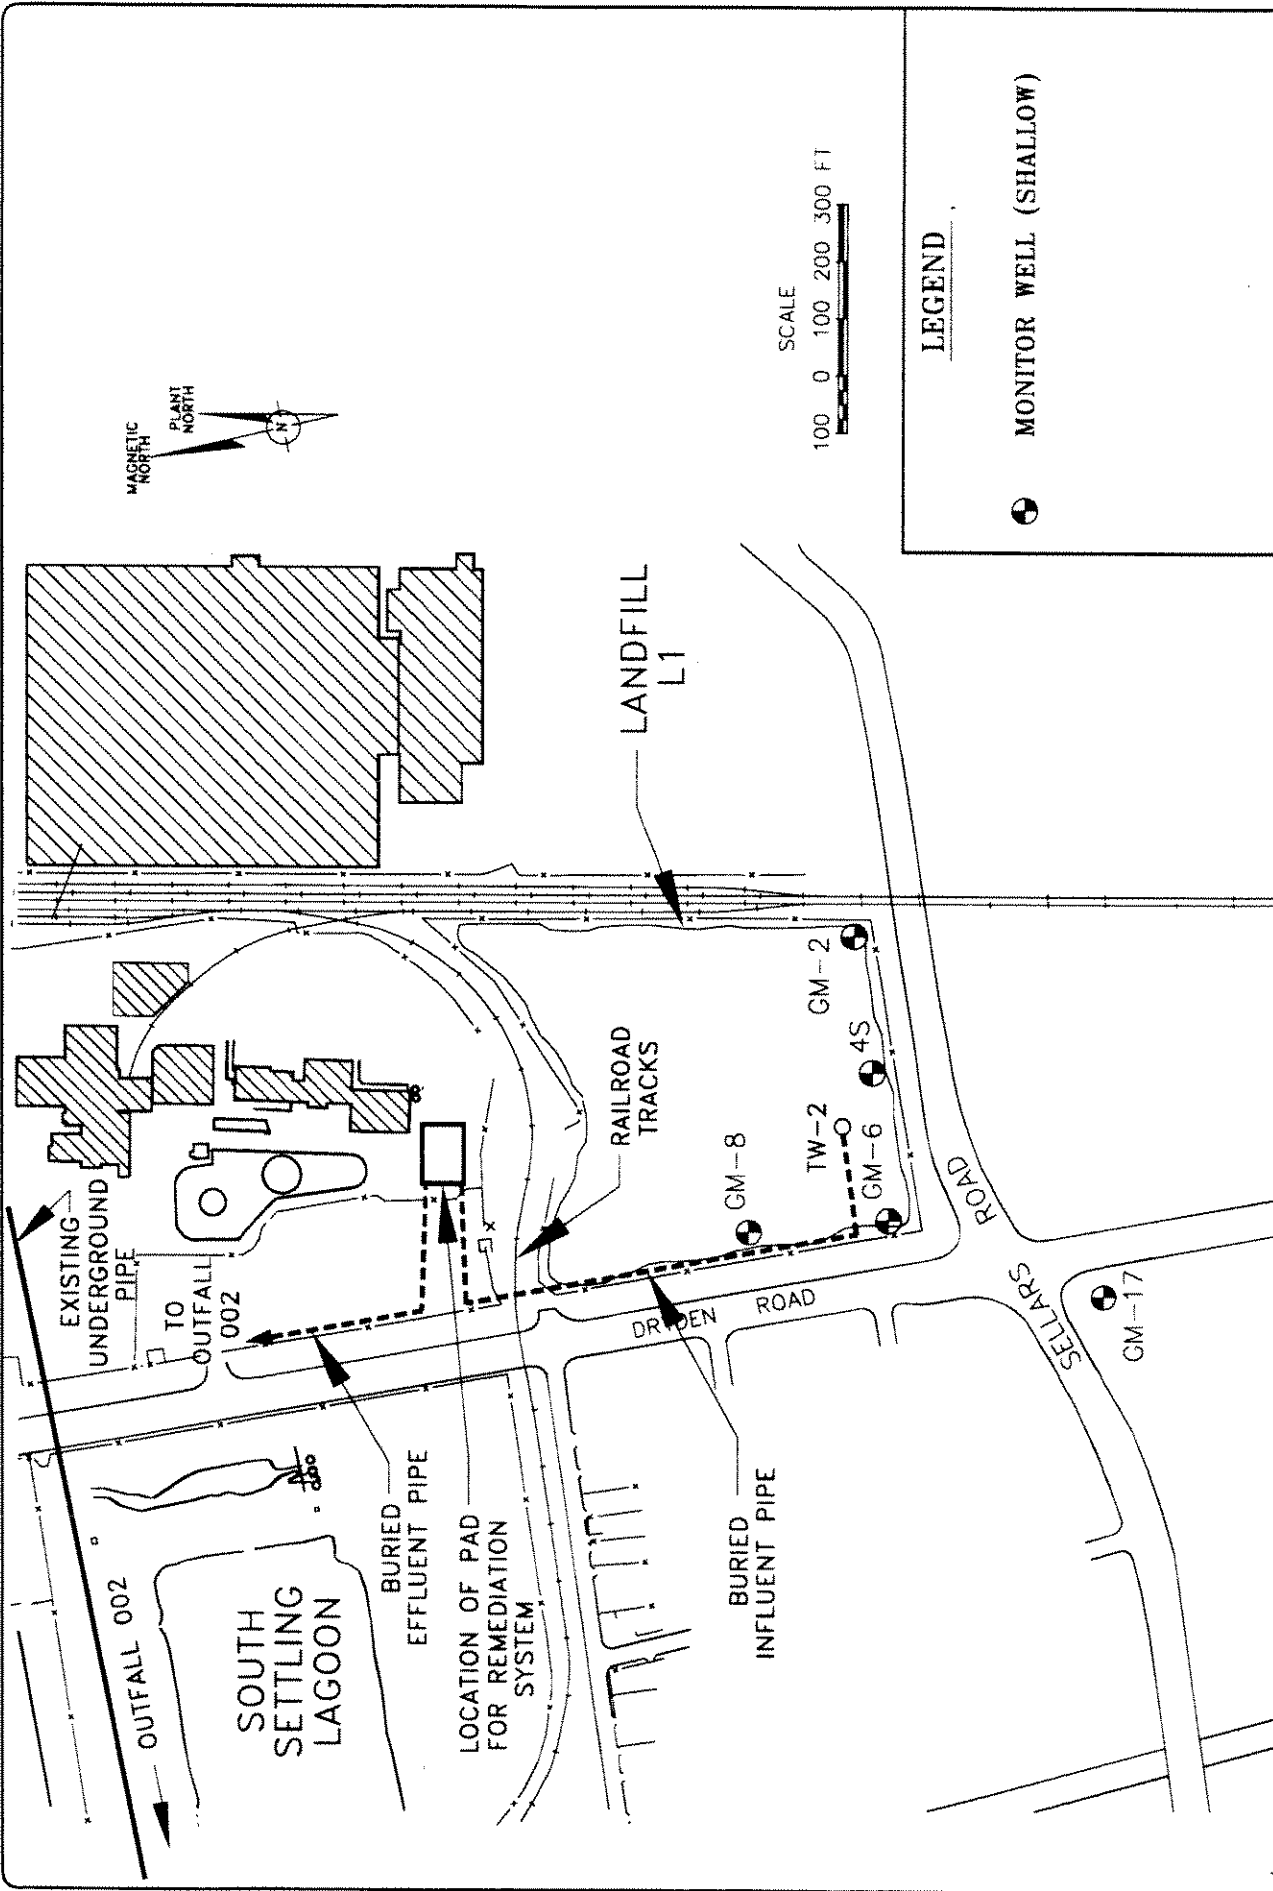 MAGNETIC
NORTH
PLANT
NORTH
N
EXISTING
UNDERGROUND
PIPE
TO
OUTFALL
002
OUTFALL 002
SOUTH
SETTLING
LAGOON
BURIED
EFFLUENT PIPE
LOCATION OF PAD
FOR REMEDIATION
SYSTEM
RAILROAD
TRACKS
LANDFILL
L1
DRYDEN ROAD
BURIED
INFLUENT PIPE
GM-8
TW-2
GM-6
4S
GM-2
SELLARS ROAD
GM-17
SCALE
100 0 100 200 300 FT
LEGEND
MONITOR WELL (SHALLOW)